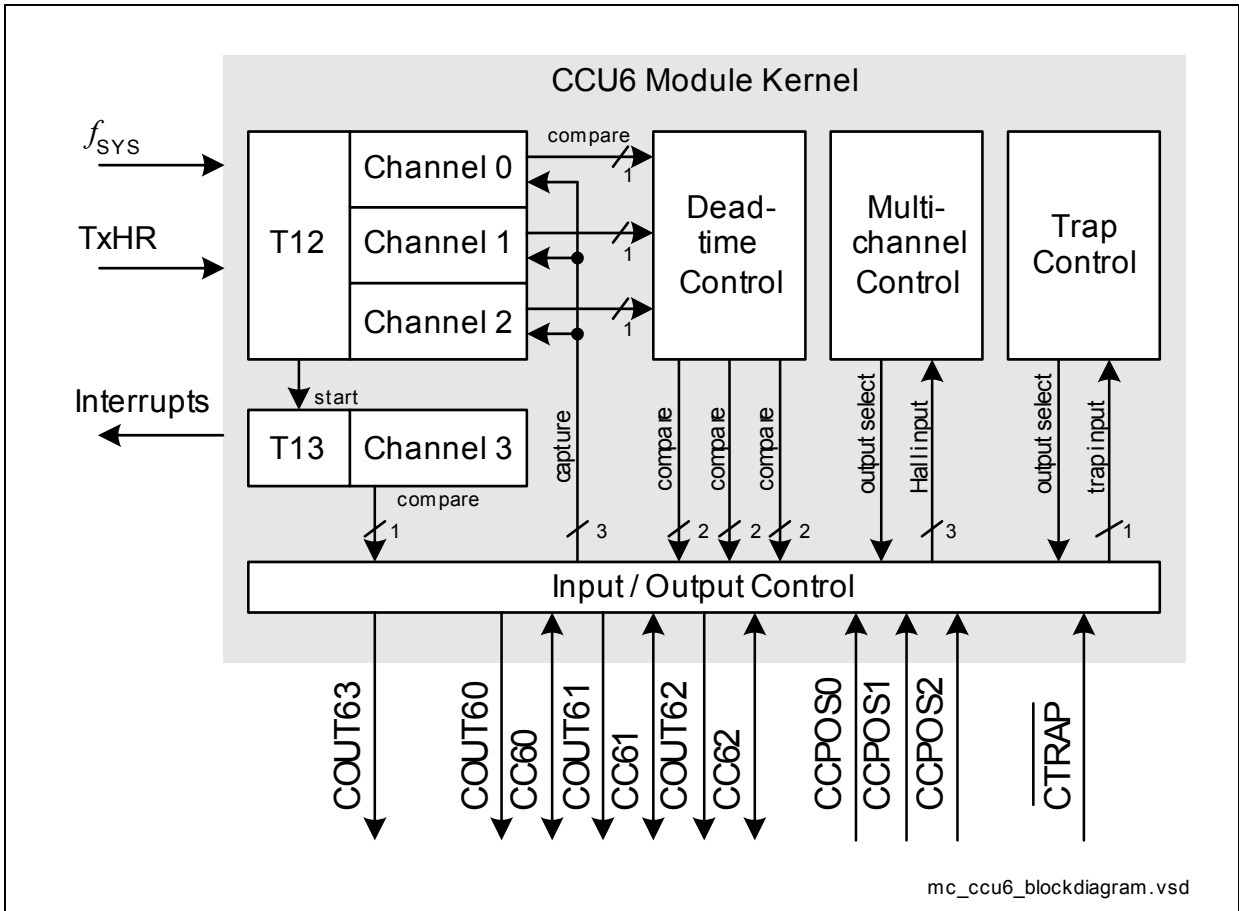 CCU6 Module Kernel
fSYS
TxHR
Interrupts
T12
Channel 0
Channel 1
Channel 2
compare
1
1
1
Dead-
time
Control
Multi-
channel
Control
Trap
Control
start
T13
Channel 3
compare
1
capture
3
compare
2
compare
2
compare
2
output select
Hall input
3
output select
trap input
1
Input / Output Control
COUT63
COUT60
CC60
COUT61
CC61
COUT62
CC62
CCPOS0
CCPOS1
CCPOS2
CTRAP
mc_ccu6_blockdiagram.vsd